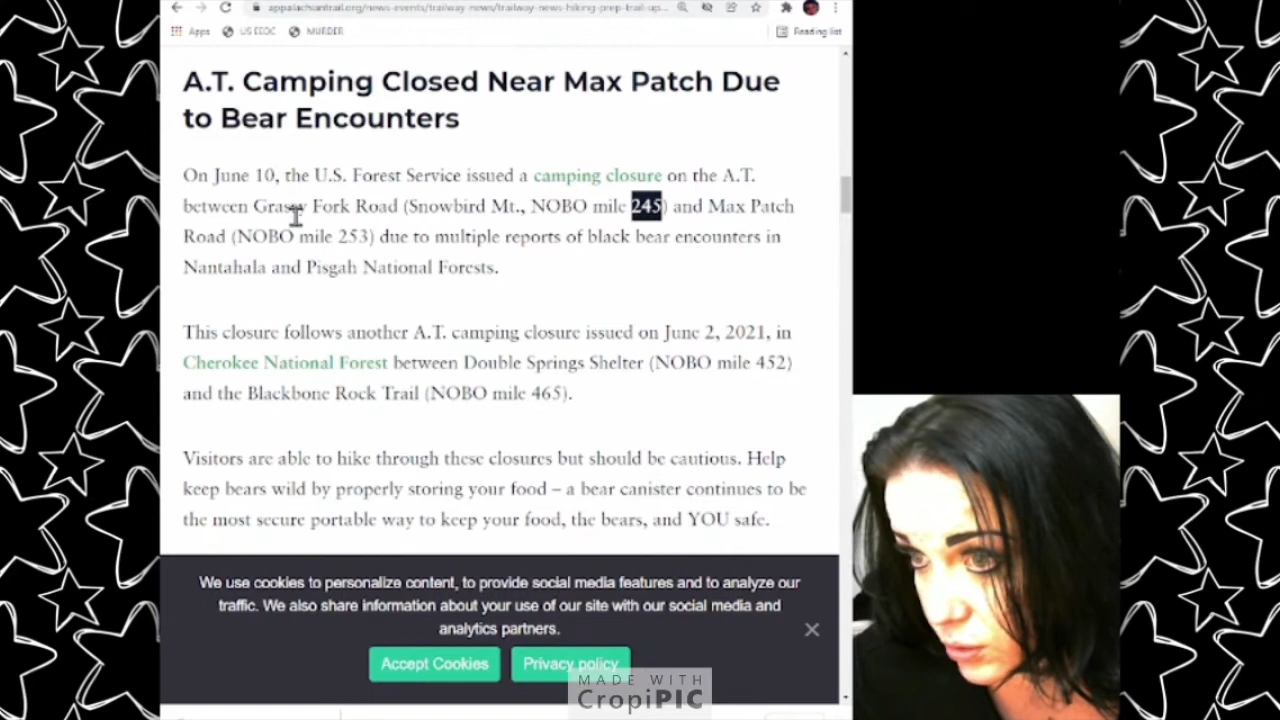 appalachiantrail.org/news-events/trailway-news/trailway-news-hiking-prep-trail-up...
Apps US EEOC MURDER Reading list
A.T. Camping Closed Near Max Patch Due
to Bear Encounters
On June 10, the U.S. Forest Service issued a camping closure on the A.T.
between Grassy Fork Road (Snowbird Mt., NOBO mile 245) and Max Patch
Road (NOBO mile 253) due to multiple reports of black bear encounters in
Nantahala and Pisgah National Forests.
This closure follows another A.T. camping closure issued on June 2, 2021, in
Cherokee National Forest between Double Springs Shelter (NOBO mile 452)
and the Blackbone Rock Trail (NOBO mile 465).
Visitors are able to hike through these closures but should be cautious. Help
keep bears wild by properly storing your food – a bear canister continues to be
the most secure portable way to keep your food, the bears, and YOU safe.
We use cookies to personalize content, to provide social media features and to analyze our
traffic. We also share information about your use of our site with our social media and
analytics partners.
Accept Cookies Privacy policy
MADE WITH
CropiPIC